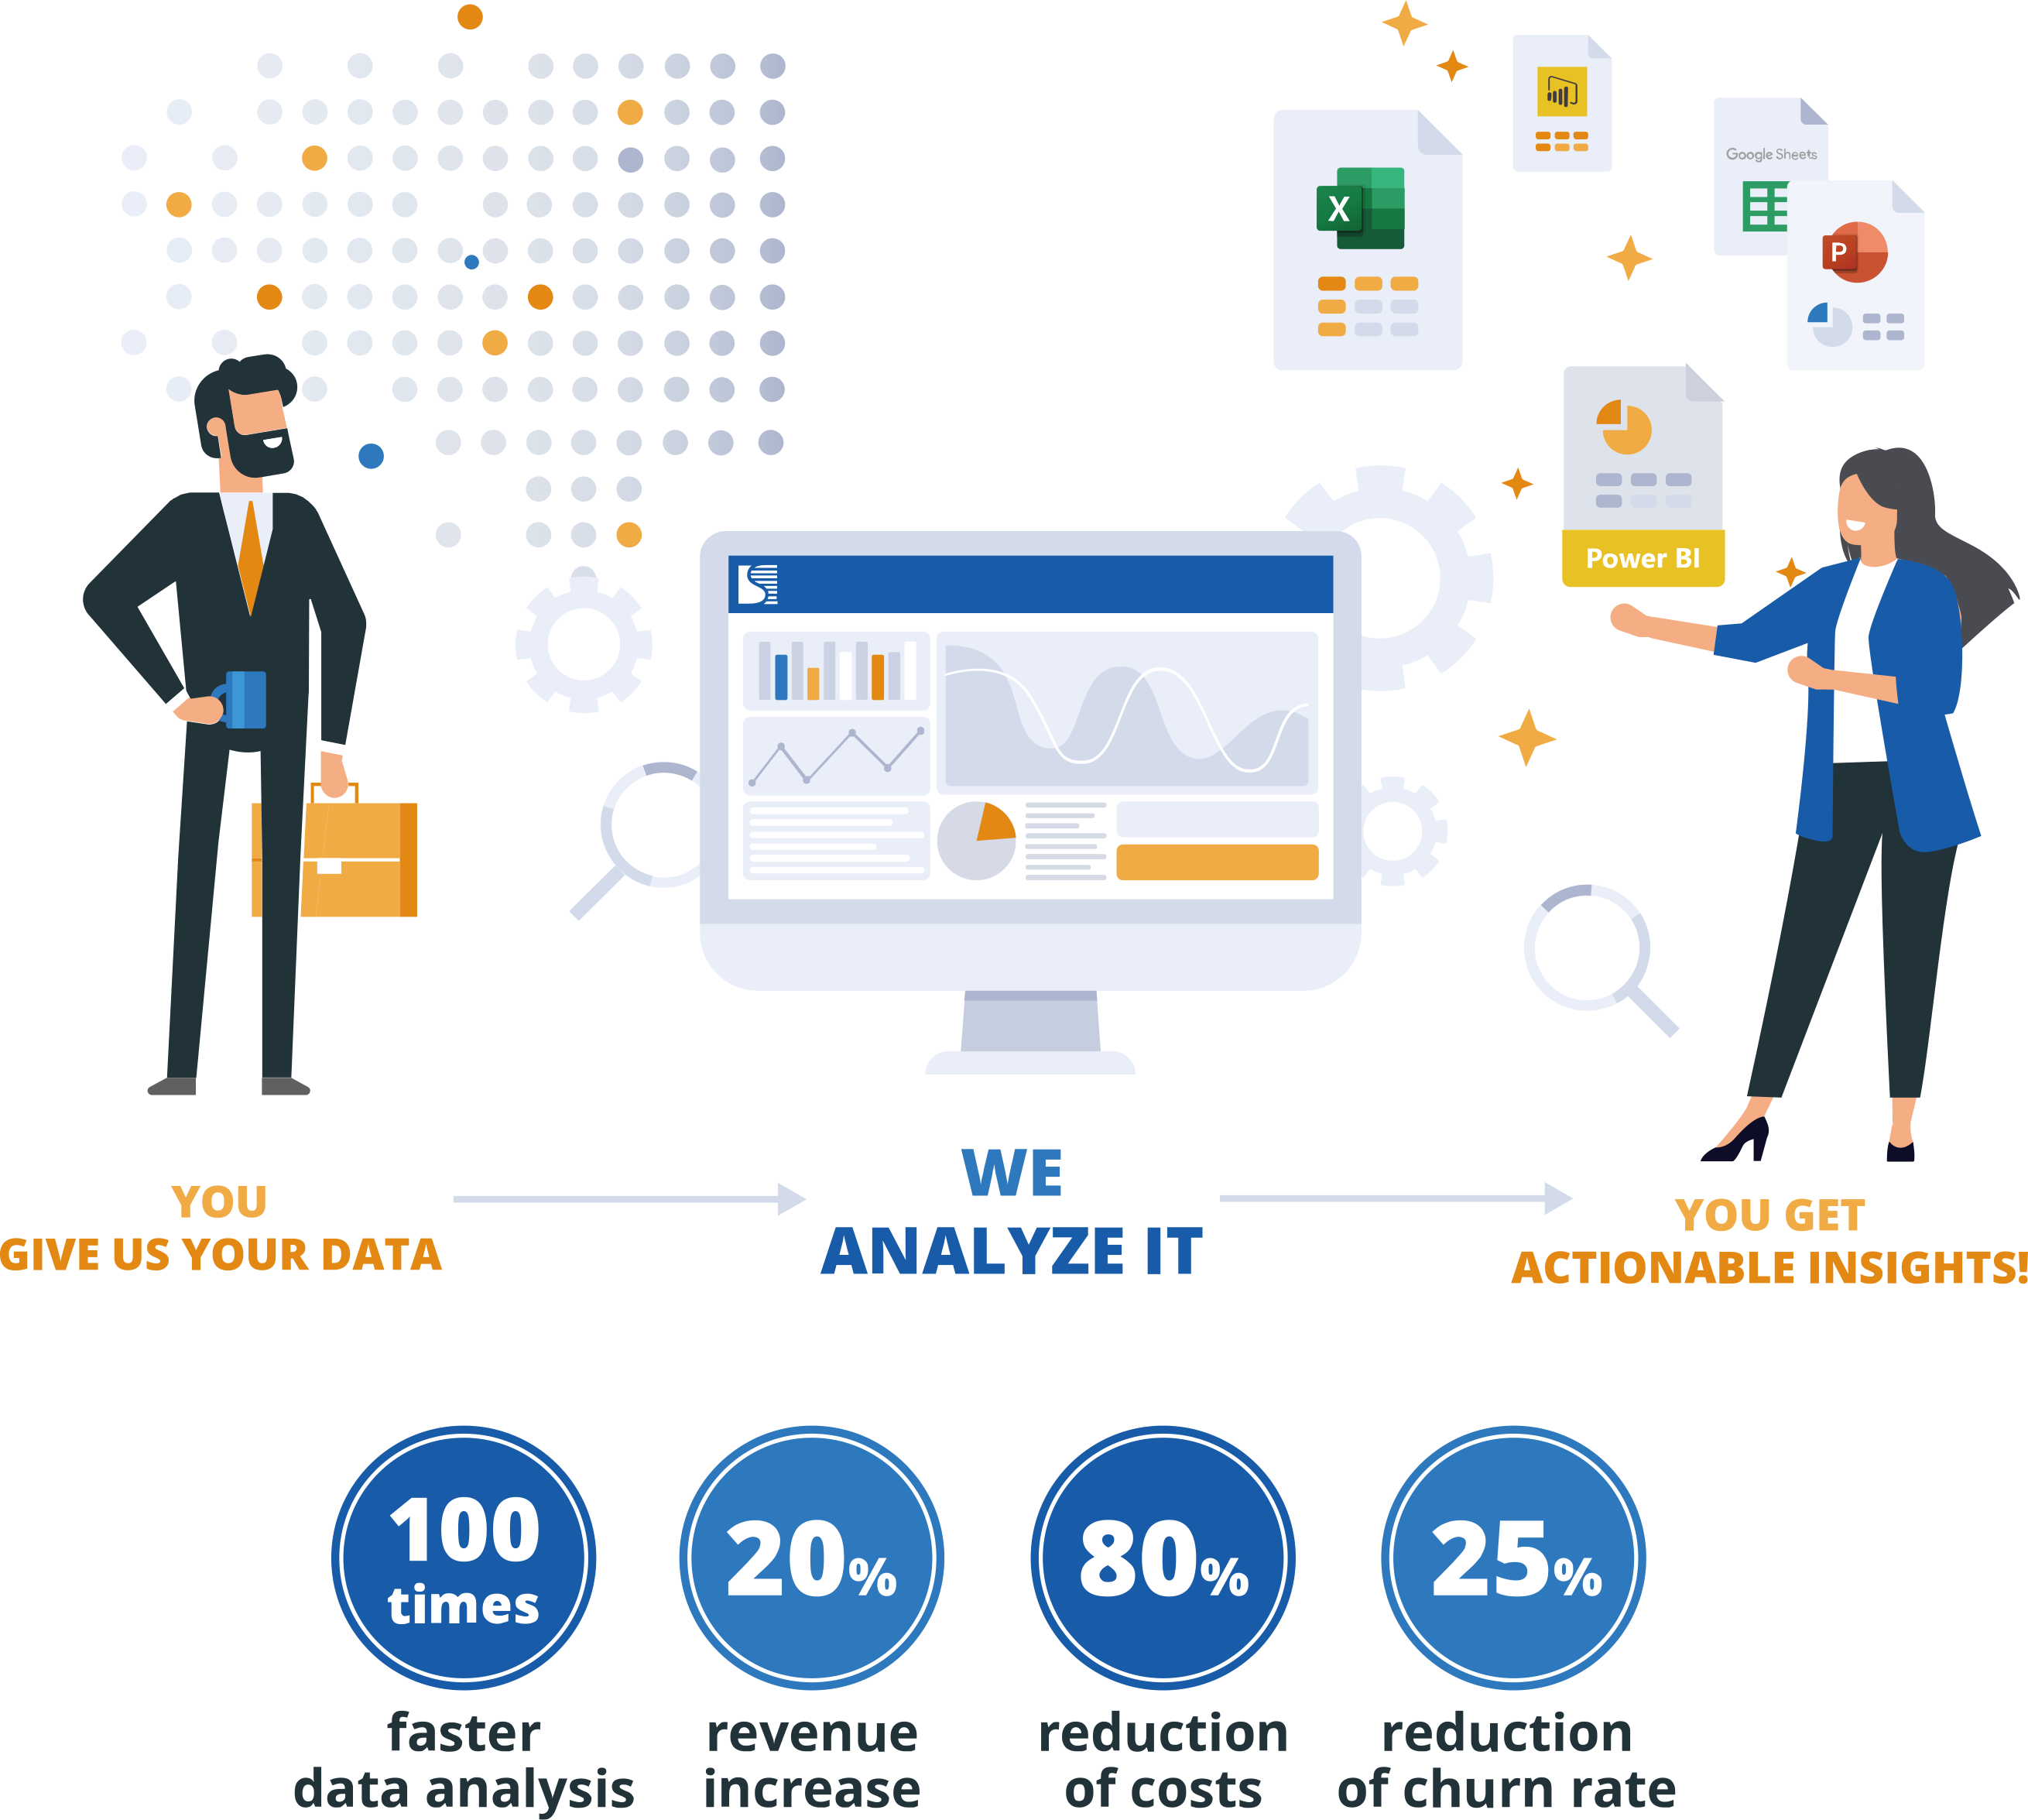 Google Sheets
X
P
Power BI
YOU
GIVE US YOUR DATA
WE
ANALYZE IT
YOU GET
ACTIONABLE INSIGHTS!
100
times
faster
data analysis
20%
revenue
increase
80%
reduction
of costs
25%
reduction
of churn rate